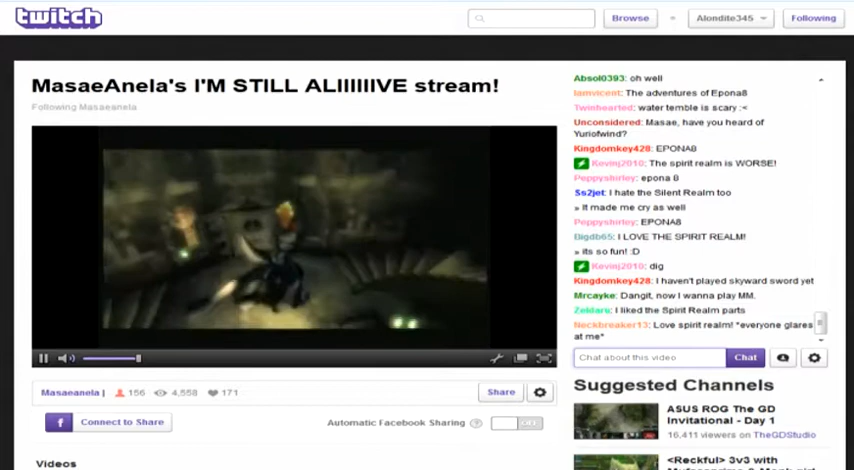 twitch
Browse
Alondite345
Following
MasaeAnela's I'M STILL ALIIIIIIVE stream!
Following Masaeanela
Absol0393: oh well
Iamvicent: The adventures of Epona8
Twinhearted: water temble is scary :<
Unconsidered: Masae, have you heard of
Yuriofwind?
Kingdomkey428: EPONA8
Kevinj2010: The spirit realm is WORSE!
Peppyshirley: epona 8
Ss2jet: I hate the Silent Realm too
» It made me cry as well
Peppyshirley: EPONA8
Bigdb65: I LOVE THE SPIRIT REALM!
» its so fun! :D
Kevinj2010: dig
Kingdomkey428: I haven't played skyward sword yet
Mrcayke: Dangit, now I wanna play MM.
Zeklaro: I liked the Spirit Realm parts
Neckbreaker13: Love spirit realm! *everyone glares
at me*
Chat about this video
Chat
Masaeanela |
156
4,558
171
Share
f Connect to Share
Automatic Facebook Sharing
?
OFF
Suggested Channels
ASUS ROG The GD
Invitational - Day 1
16,411 viewers on TheGDStudio
<Reckful> 3v3 with
Videos